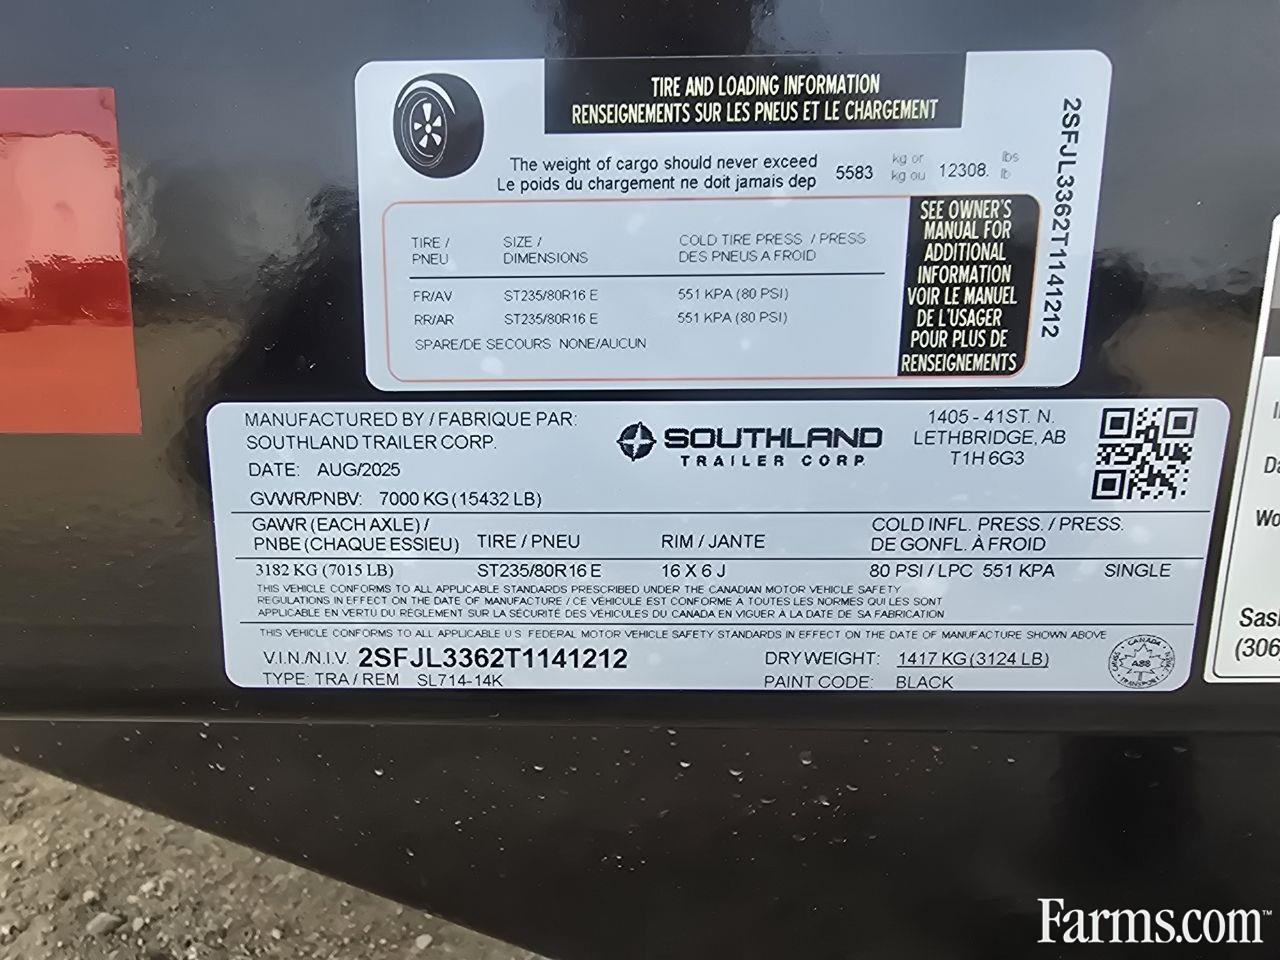 TIRE AND LOADING INFORMATION
RENSEIGNEMENTS SUR LES PNEUS ET LE CHARGEMENT
The weight of cargo should never exceed
Le poids du chargement ne doit jamais dep
5583 kg or 12308. lbs
kg ou lb
TIRE / SIZE / COLD TIRE PRESS / PRESS
PNEU DIMENSIONS DES PNEUS A FROID
FR/AV ST235/80R16 E 551 KPA (80 PSI)
RR/AR ST235/80R16 E 551 KPA (80 PSI)
SPARE/DE SECOURS NONE/AUCUN
SEE OWNER'S
MANUAL FOR
ADDITIONAL
INFORMATION
VOIR LE MANUEL
DE L'USAGER
POUR PLUS DE
RENSEIGNEMENTS
2SFJL3362T1141212
MANUFACTURED BY / FABRIQUE PAR:
SOUTHLAND TRAILER CORP.
DATE: AUG/2025
GVWR/PNBV: 7000 KG (15432 LB)
SOUTHLAND
TRAILER CORP
1405 - 41ST. N.
LETHBRIDGE, AB
T1H 6G3
GAWR (EACH AXLE) / COLD INFL. PRESS. / PRESS.
PNBE (CHAQUE ESSIEU) TIRE / PNEU RIM / JANTE DE GONFL. À FROID
3182 KG (7015 LB) ST235/80R16 E 16 X 6 J 80 PSI / LPC 551 KPA SINGLE
THIS VEHICLE CONFORMS TO ALL APPLICABLE STANDARDS PRESCRIBED UNDER THE CANADIAN MOTOR VEHICLE SAFETY
REGULATIONS IN EFFECT ON THE DATE OF MANUFACTURE / CE VÉHICULE EST CONFORME À TOUTES LES NORMES QUI LES SONT
APPLICABLE EN VERTU DU RÈGLEMENT SUR LA SÉCURITÉ DES VÉHICULES DU CANADA EN VIGUER À LA DATE DE SA FABRICATION
THIS VEHICLE CONFORMS TO ALL APPLICABLE U.S. FEDERAL MOTOR VEHICLE SAFETY STANDARDS IN EFFECT ON THE DATE OF MANUFACTURE SHOWN ABOVE
V.I.N./N.I.V. 2SFJL3362T1141212 DRY WEIGHT: 1417 KG (3124 LB)
TYPE: TRA / REM SL714-14K PAINT CODE: BLACK
CANADA
A88
TRANSPORT
Da
Wo
Sas
(306
Farms.com™